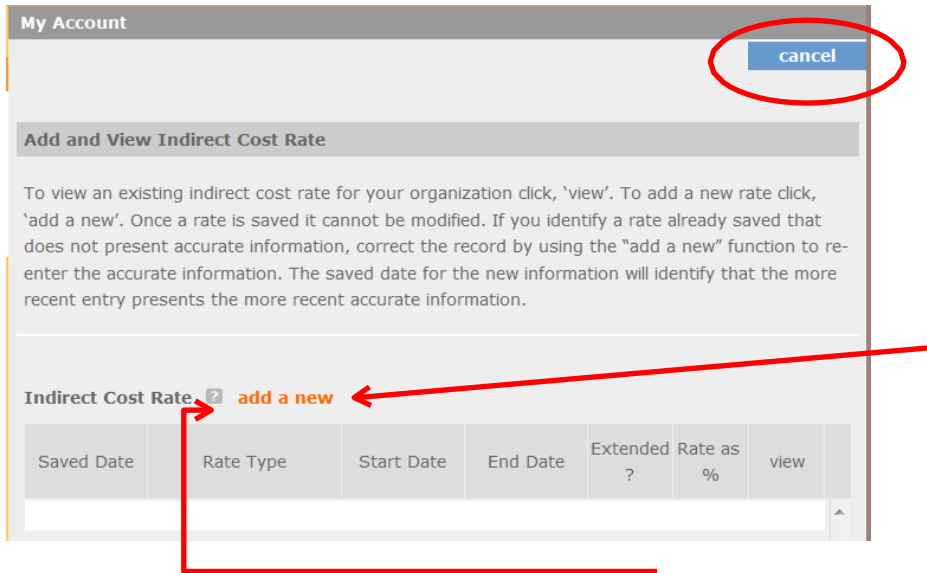 My Account
cancel
Add and View Indirect Cost Rate
To view an existing indirect cost rate for your organization click, ‘view’. To add a new rate click,
‘add a new’. Once a rate is saved it cannot be modified. If you identify a rate already saved that
does not present accurate information, correct the record by using the “add a new” function to re-
enter the accurate information. The saved date for the new information will identify that the more
recent entry presents the more recent accurate information.
Indirect Cost Rate ? add a new
Saved Date Rate Type Start Date End Date Extended ? Rate as % view